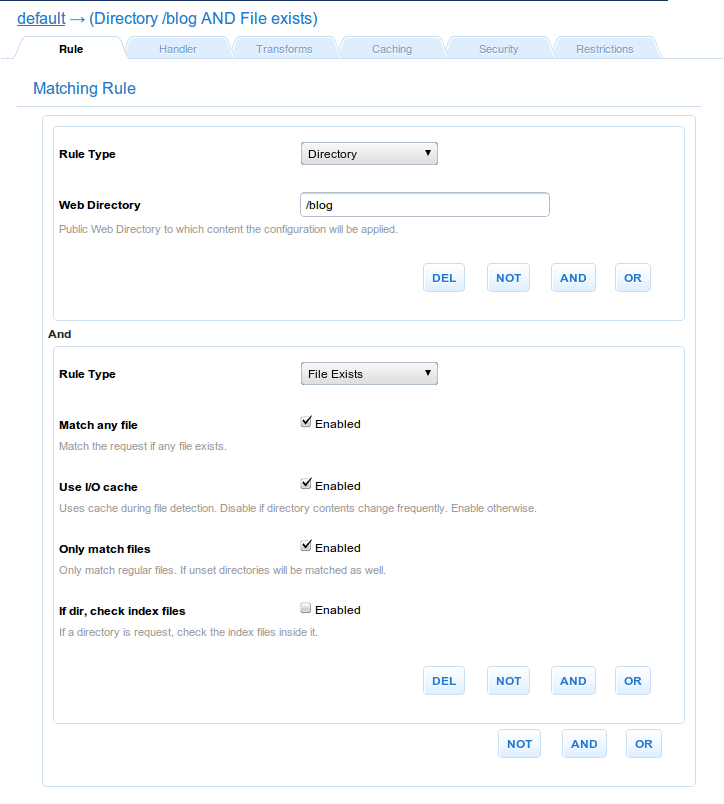 default → (Directory /blog AND File exists)
Rule Handler Transforms Caching Security Restrictions
Matching Rule
Rule Type Directory
Web Directory /blog
Public Web Directory to which content the configuration will be applied.
DEL NOT AND OR
And
Rule Type File Exists
Match any file Enabled
Match the request if any file exists.
Use I/O cache Enabled
Uses cache during file detection. Disable if directory contents change frequently. Enable otherwise.
Only match files Enabled
Only match regular files. If unset directories will be matched as well.
If dir, check index files Enabled
If a directory is request, check the index files inside it.
DEL NOT AND OR
NOT AND OR